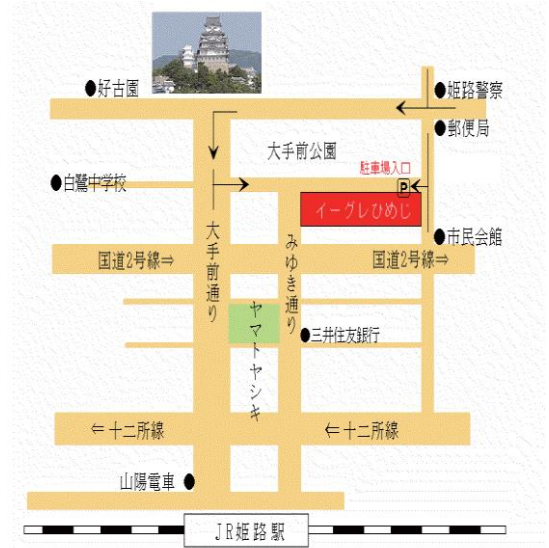 ●好古園
●姫路警察
●郵便局
大手前公園
駐車場入口
P
●白鷺中学校
イーグレひめじ
大手前通り
みゆき通り
●市民会館
国道2号線⇒
国道2号線⇒
ヤマトヤシキ
●三井住友銀行
⇐十二所線
⇐十二所線
山陽電車●
JR姫路駅